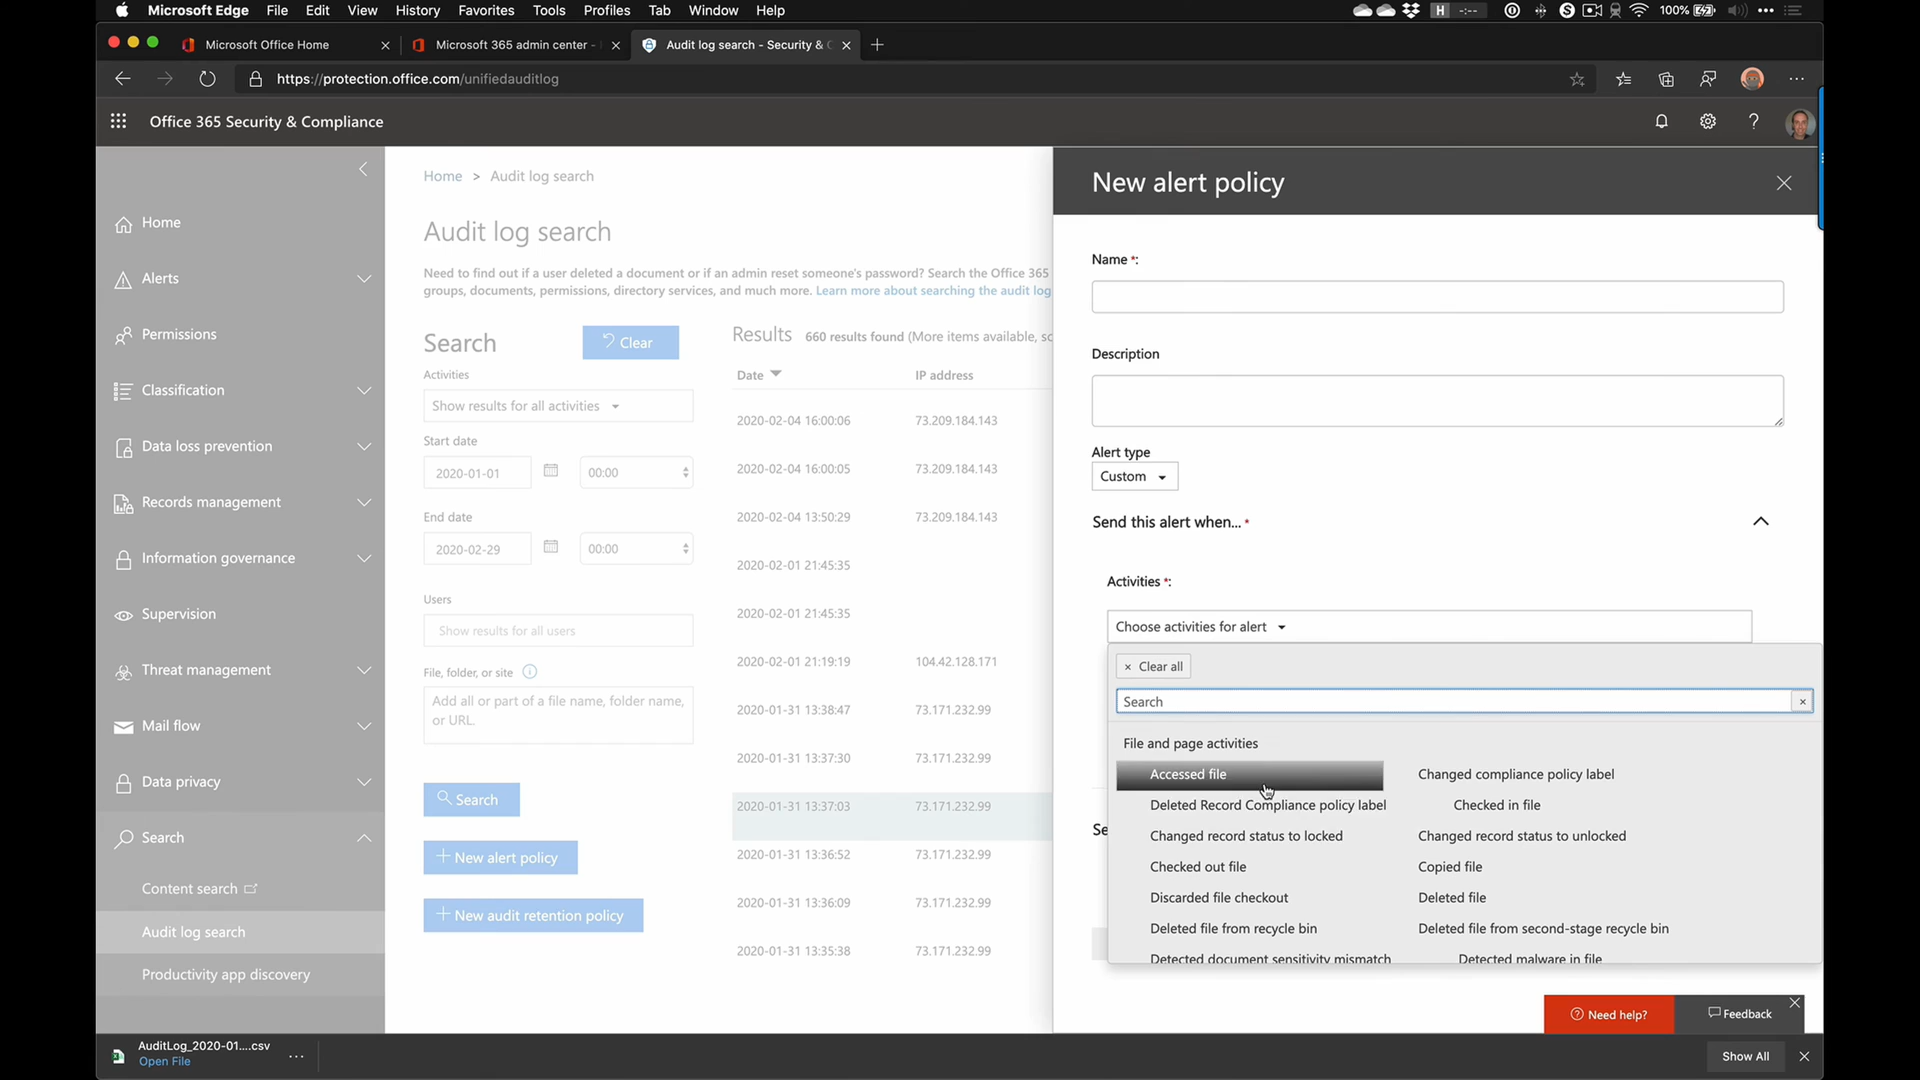 Microsoft Edge File Edit View History Favorites Tools Profiles Tab Window Help
H -:-- 100%
Microsoft Office Home
Microsoft 365 admin center -
Audit log search - Security &
https://protection.office.com/unifiedauditlog
Office 365 Security & Compliance
Home
Alerts
Permissions
Classification
Data loss prevention
Records management
Information governance
Supervision
Threat management
Mail flow
Data privacy
Search
Content search
Audit log search
Productivity app discovery
Home > Audit log search
Audit log search
Need to find out if a user deleted a document or if an admin reset someone's password? Search the Office 365
groups, documents, permissions, directory services, and much more. Learn more about searching the audit log
Search
Clear
Activities
Show results for all activities
Start date
2020-01-01 00:00
End date
2020-02-29 00:00
Users
Show results for all users
File, folder, or site
Add all or part of a file name, folder name,
or URL.
Search
+ New alert policy
+ New audit retention policy
Results 660 results found (More items available, sc
Date IP address
2020-02-04 16:00:06 73.209.184.143
2020-02-04 16:00:05 73.209.184.143
2020-02-04 13:50:29 73.209.184.143
2020-02-01 21:45:35
2020-02-01 21:45:35
2020-02-01 21:19:19 104.42.128.171
2020-01-31 13:38:47 73.171.232.99
2020-01-31 13:37:30 73.171.232.99
2020-01-31 13:37:03 73.171.232.99
2020-01-31 13:36:52 73.171.232.99
2020-01-31 13:36:09 73.171.232.99
2020-01-31 13:35:38 73.171.232.99
New alert policy
Name *:
Description
Alert type
Custom
Send this alert when... *
Activities *:
Choose activities for alert
× Clear all
Search
File and page activities
Accessed file Changed compliance policy label
Deleted Record Compliance policy label Checked in file
Changed record status to locked Changed record status to unlocked
Checked out file Copied file
Discarded file checkout Deleted file
Deleted file from recycle bin Deleted file from second-stage recycle bin
Detected document sensitivity mismatch Detected malware in file
Se
Need help?
Feedback
AuditLog_2020-01....csv
Open File
Show All